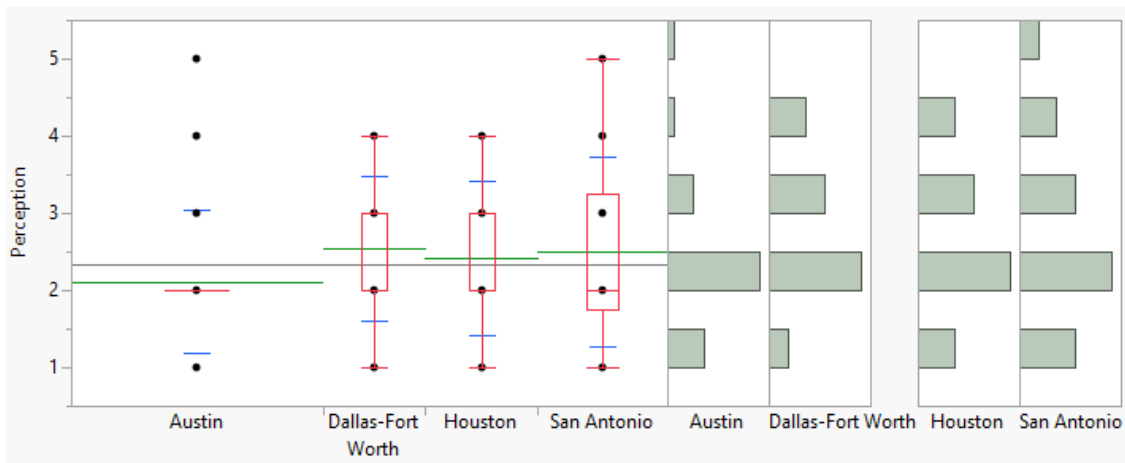 5
4
3
2
1
Perception
Austin
Dallas-Fort
Worth
Houston
San Antonio
Austin
Dallas-Fort Worth
Houston
San Antonio